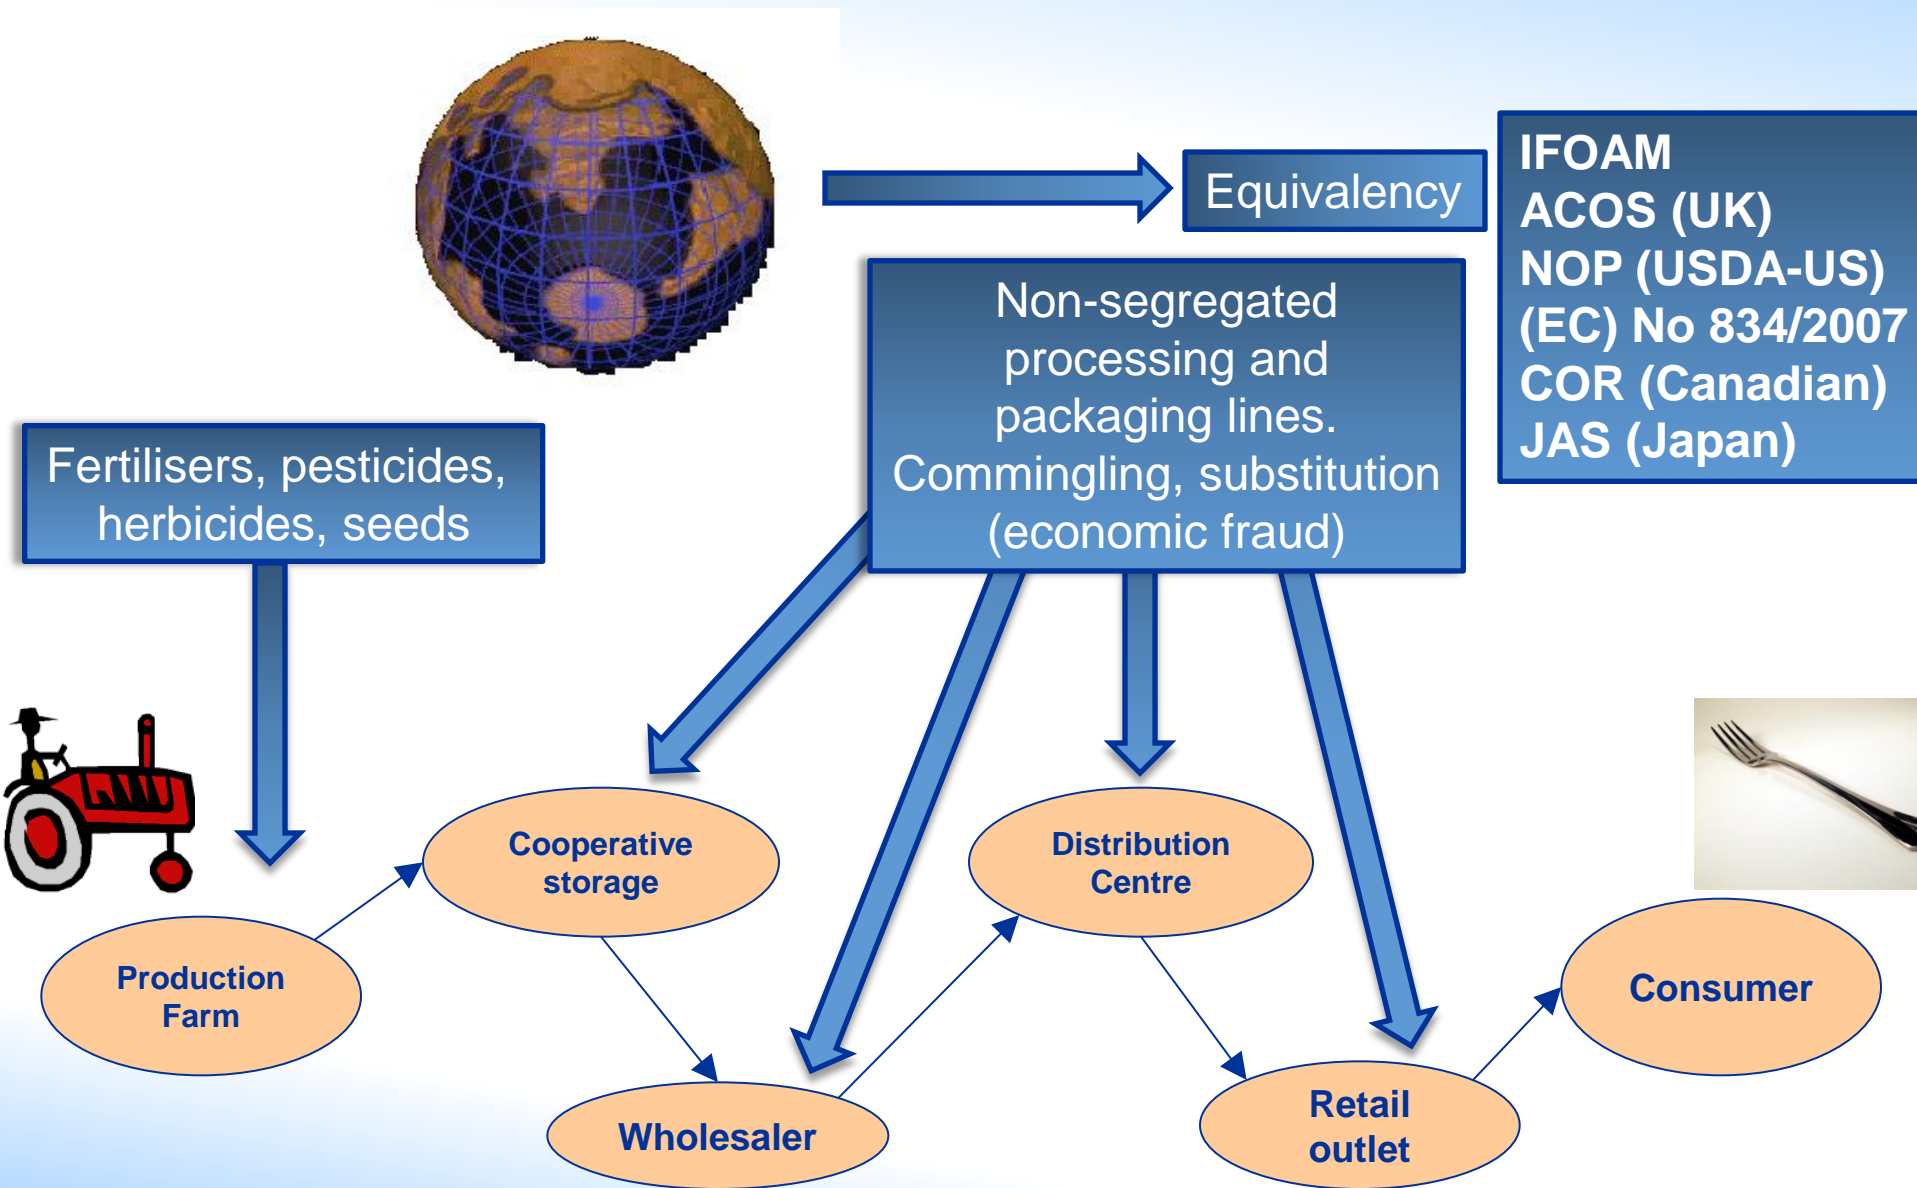 Equivalency
IFOAM
ACOS (UK)
NOP (USDA-US)
(EC) No 834/2007
COR (Canadian)
JAS (Japan)
Non-segregated
processing and
packaging lines.
Commingling, substitution
(economic fraud)
Fertilisers, pesticides,
herbicides, seeds
Production
Farm
Cooperative
storage
Wholesaler
Distribution
Centre
Retail
outlet
Consumer